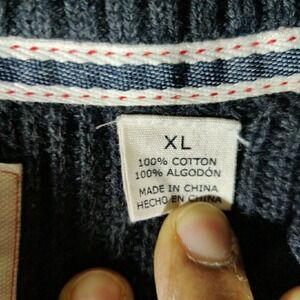 XL
100% COTTON
100% ALGODÓN
MADE IN CHINA
HECHO EN CHINA